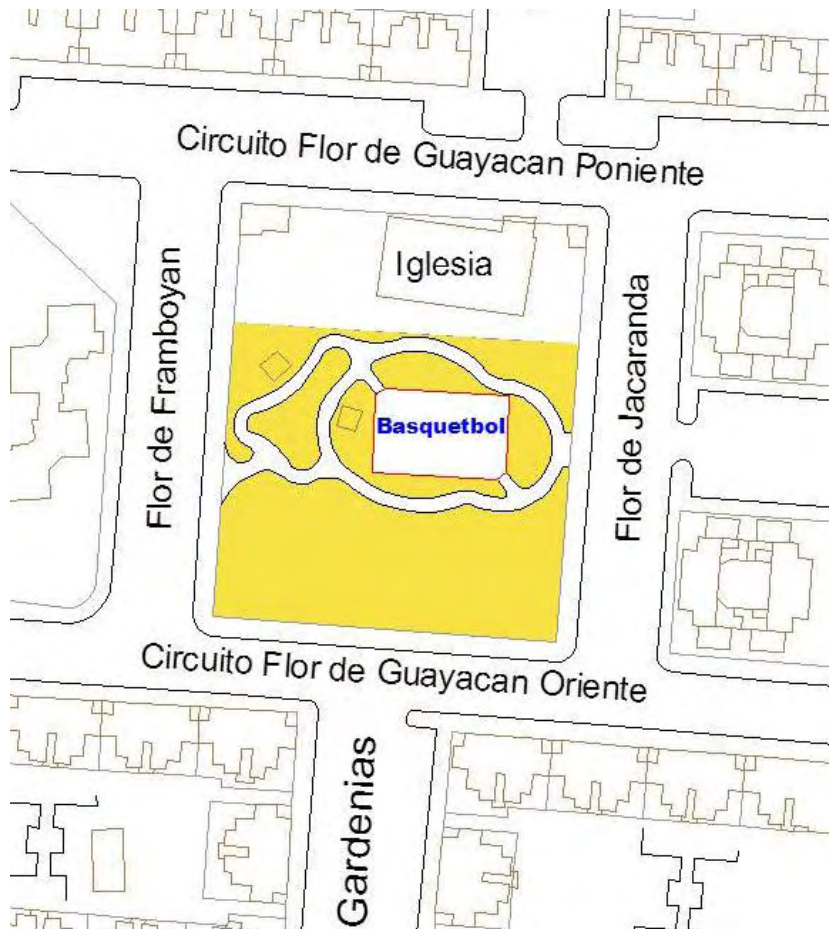 Circuito Flor de Guayacan Poniente
Iglesia
Flor de Framboyan
Basquetbol
Flor de Jacaranda
Circuito Flor de Guayacan Oriente
Gardenias